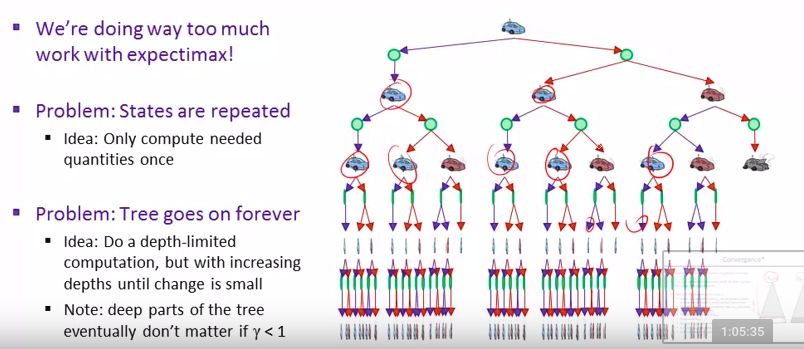 We're doing way too much
work with expectimax!
Problem: States are repeated
Idea: Only compute needed
quantities once
Problem: Tree goes on forever
Idea: Do a depth-limited
computation, but with increasing
depths until change is small
Note: deep parts of the tree
eventually don't matter if γ < 1
Convergence*
1:05:35